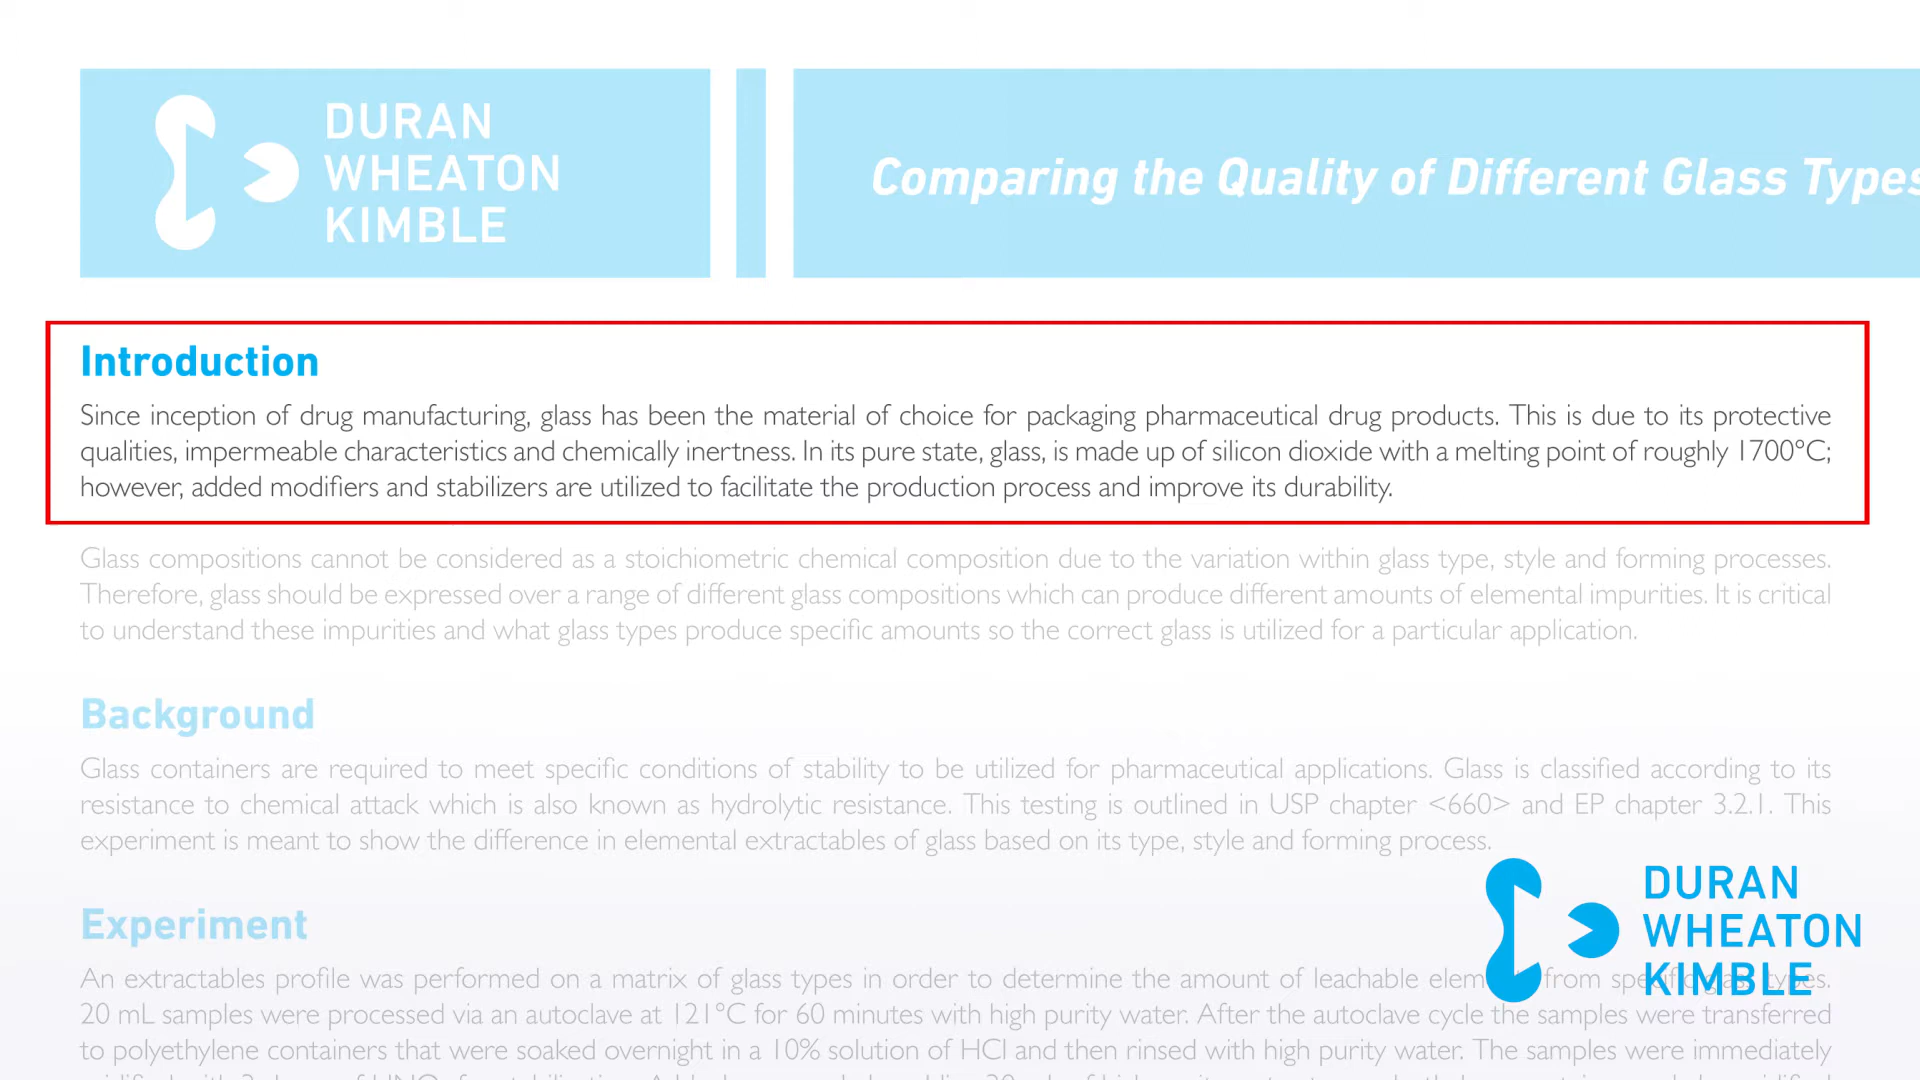 DURAN
WHEATON
KIMBLE
Comparing the Quality of Different Glass Types
Introduction
Since inception of drug manufacturing, glass has been the material of choice for packaging pharmaceutical drug products. This is due to its protective
qualities, impermeable characteristics and chemically inertness. In its pure state, glass, is made up of silicon dioxide with a melting point of roughly 1700°C;
however, added modifiers and stabilizers are utilized to facilitate the production process and improve its durability.
Glass compositions cannot be considered as a stoichiometric chemical composition due to the variation within glass type, style and forming processes.
Therefore, glass should be expressed over a range of different glass compositions which can produce different amounts of elemental impurities. It is critical
to understand these impurities and what glass types produce specific amounts so the correct glass is utilized for a particular application.
Background
Glass containers are required to meet specific conditions of stability to be utilized for pharmaceutical applications. Glass is classified according to its
resistance to chemical attack which is also known as hydrolytic resistance. This testing is outlined in USP chapter <660> and EP chapter 3.2.1. This
experiment is meant to show the difference in elemental extractables of glass based on its type, style and forming process.
Experiment
An extractables profile was performed on a matrix of glass types in order to determine the amount of leachable from specific glass types.
20 mL samples were processed via an autoclave at 121°C for 60 minutes with high purity water. After the autoclave cycle the samples were transferred
to polyethylene containers that were soaked overnight in a 10% solution of HCl and then rinsed with high purity water. The samples were immediately
DURAN
WHEATON
KIMBLE